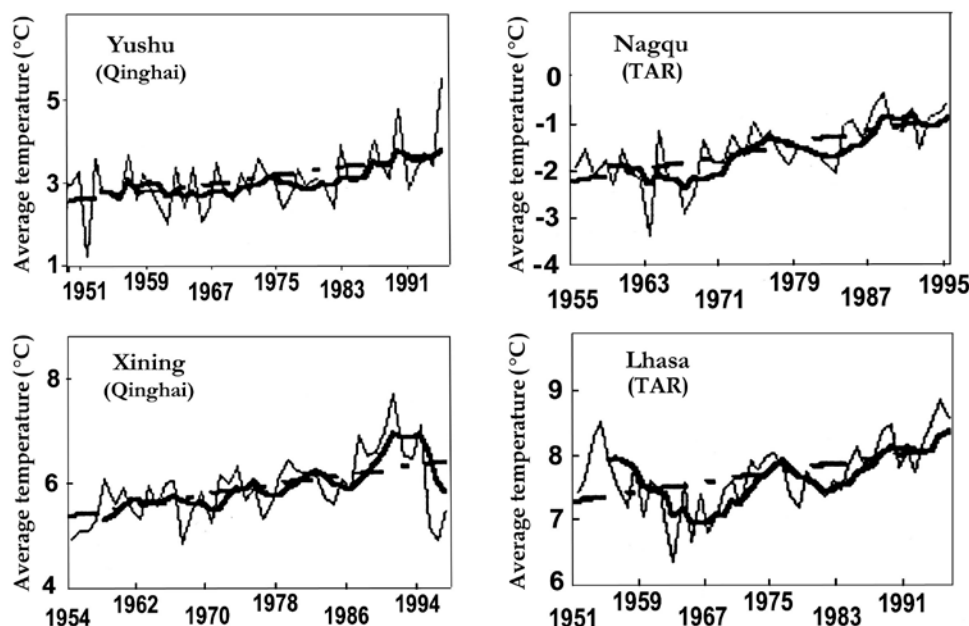 Average temperature (°C)
Yushu
(Qinghai)
5
3
1
1951 1959 1967 1975 1983 1991
Average temperature (°C)
Nagqu
(TAR)
0
-1
-2
-3
-4
1955 1963 1971 1979 1987 1995
Average temperature (°C)
Xining
(Qinghai)
8
6
4
1954 1962 1970 1978 1986 1994
Average temperature (°C)
Lhasa
(TAR)
9
8
7
6
1951 1959 1967 1975 1983 1991